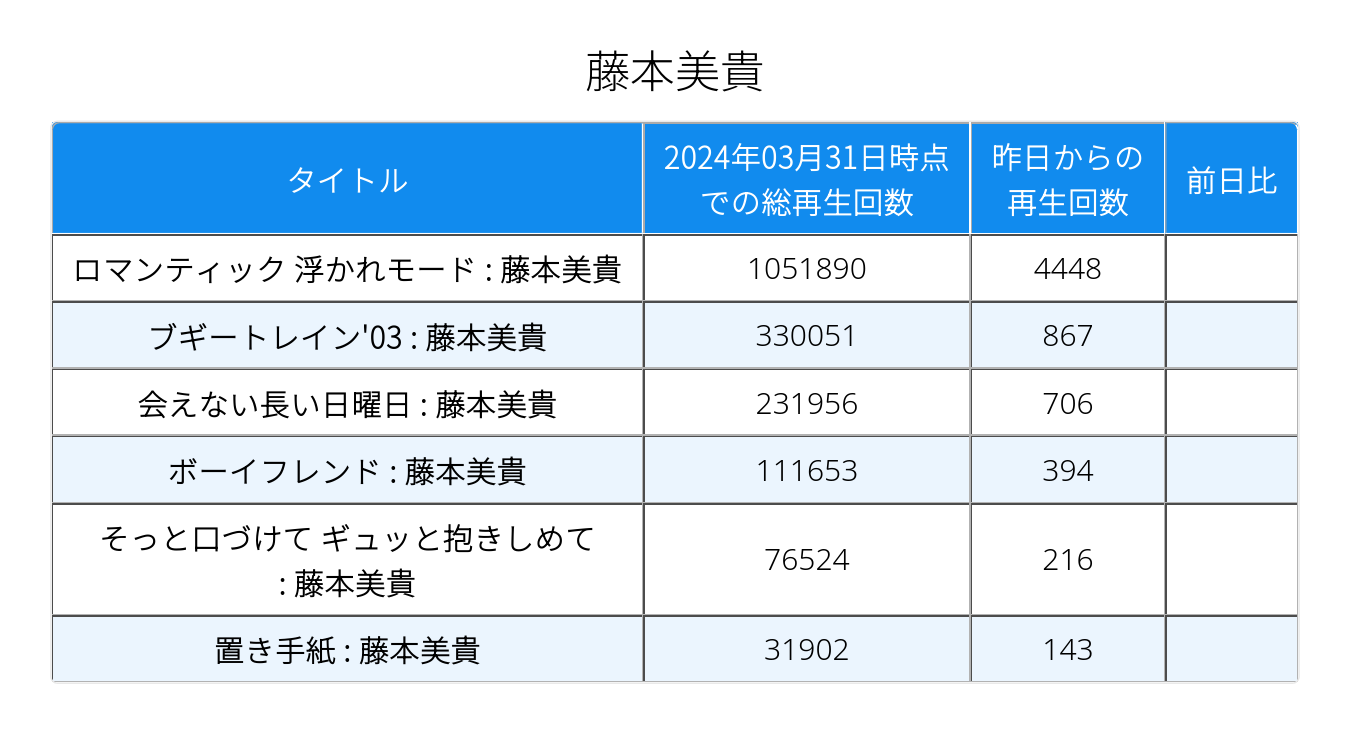 藤本美貴
タイトル
2024年03月31日時点
での総再生回数
昨日からの
再生回数
前日比
ロマンティック 浮かれモード : 藤本美貴
1051890
4448
ブギートレイン'03 : 藤本美貴
330051
867
会えない長い日曜日 : 藤本美貴
231956
706
ボーイフレンド : 藤本美貴
111653
394
そっと口づけて ギュッと抱きしめて
: 藤本美貴
76524
216
置き手紙 : 藤本美貴
31902
143